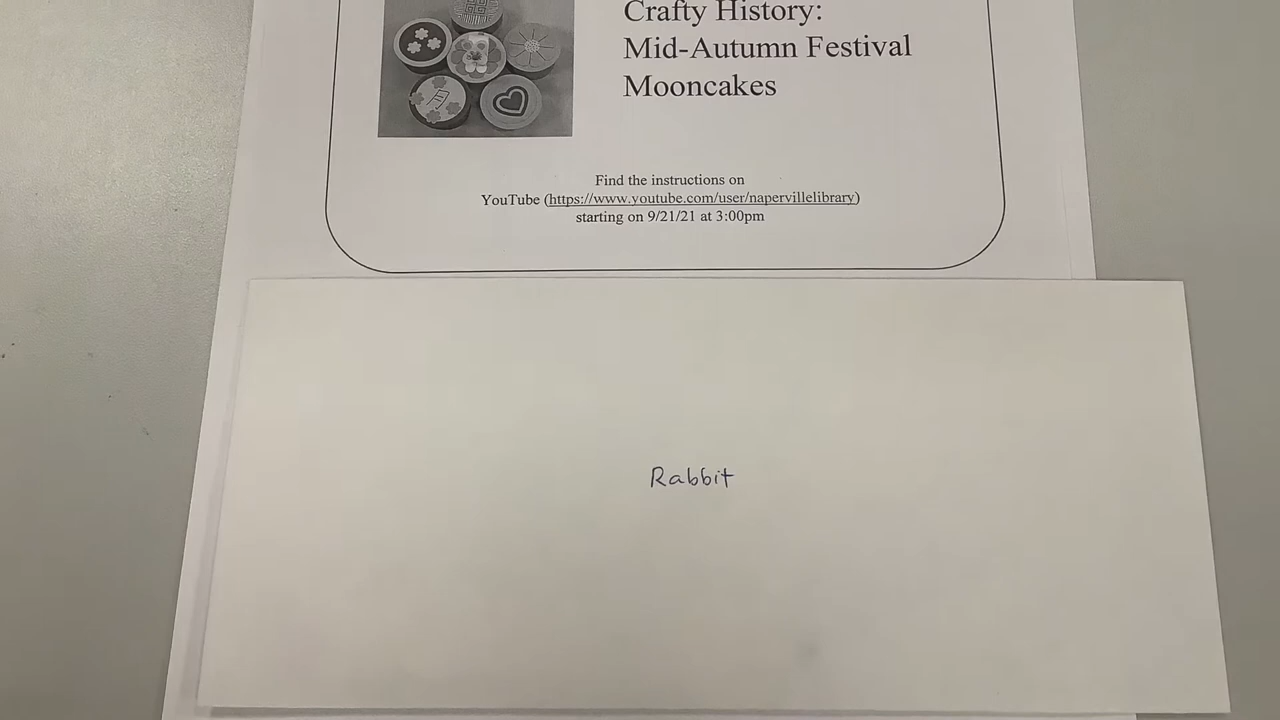 Crafty History:
Mid-Autumn Festival
Mooncakes
月
Find the instructions on
YouTube (https://www.youtube.com/user/napervillelibrary)
starting on 9/21/21 at 3:00pm
Rabbit